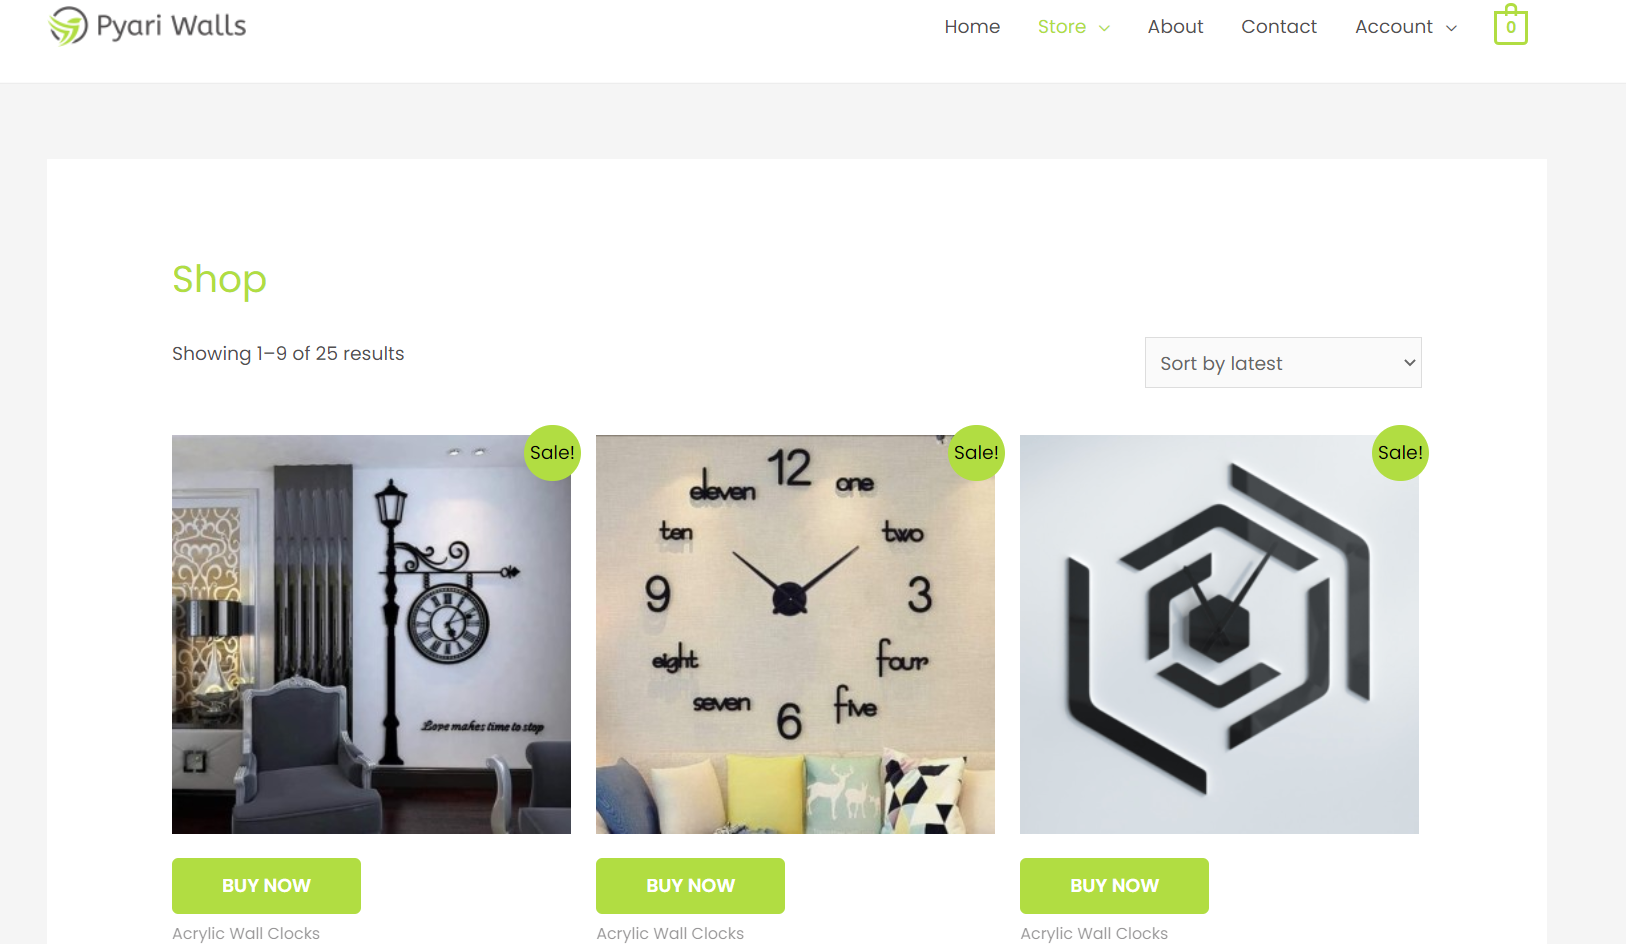 Pyari Walls
Home Store About Contact Account 0
Shop
Showing 1–9 of 25 results
Sort by latest
Sale! Sale! Sale!
Love makes time to stop
12
eleven one
ten two
9 3
eight four
seven five
6
BUY NOW BUY NOW BUY NOW
Acrylic Wall Clocks Acrylic Wall Clocks Acrylic Wall Clocks